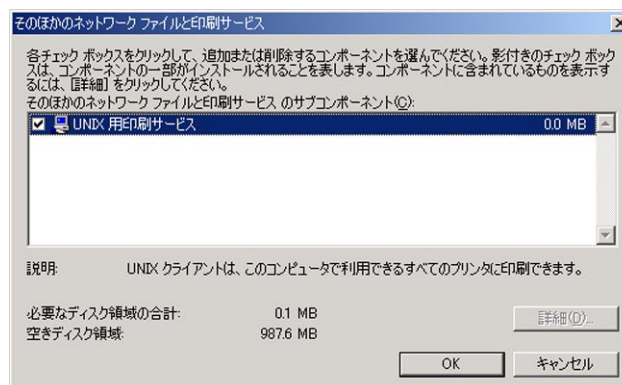 そのほかのネットワーク ファイルと印刷サービス
各チェック ボックスをクリックして、追加または削除するコンポーネントを選んでください。影付きのチェック ボック
スは、コンポーネントの一部がインストールされることを表します。コンポーネントに含まれているものを表示す
るには、[詳細] をクリックしてください。
そのほかのネットワーク ファイルと印刷サービス のサブコンポーネント(C):
UNIX 用印刷サービス 0.0 MB
説明: UNIX クライアントは、このコンピュータで利用できるすべてのプリンタに印刷できます。
必要なディスク領域の合計: 0.1 MB
空きディスク領域: 987.6 MB
詳細(D)...
OK キャンセル